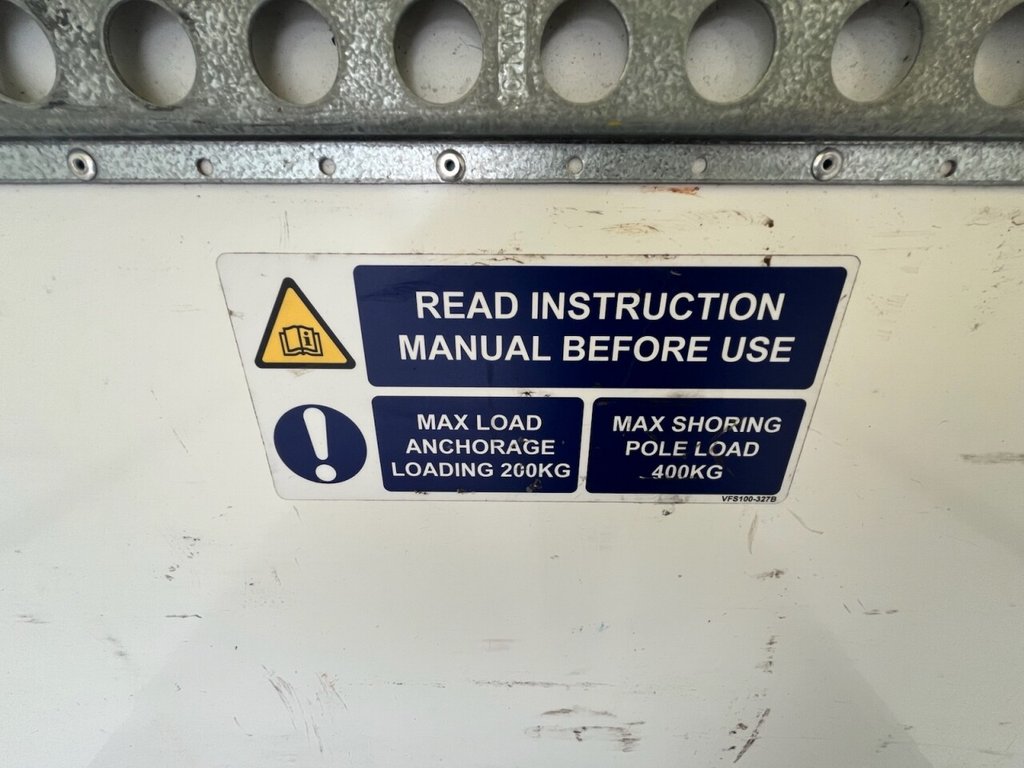 READ INSTRUCTION
MANUAL BEFORE USE
MAX LOAD
ANCHORAGE
LOADING 200KG
MAX SHORING
POLE LOAD
400KG
VFS100-327B